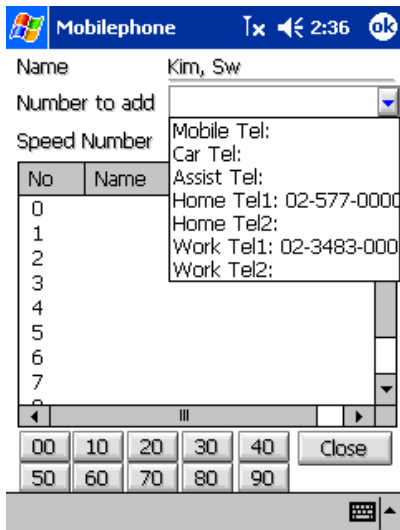 Mobilephone 2:36 ok
Name Kim, Sw
Number to add
Speed Number
Mobile Tel:
Car Tel:
Assist Tel:
Home Tel1: 02-577-0000
Home Tel2:
Work Tel1: 02-3483-000
Work Tel2:
No Name
0
1
2
3
4
5
6
7
00 10 20 30 40 Close
50 60 70 80 90